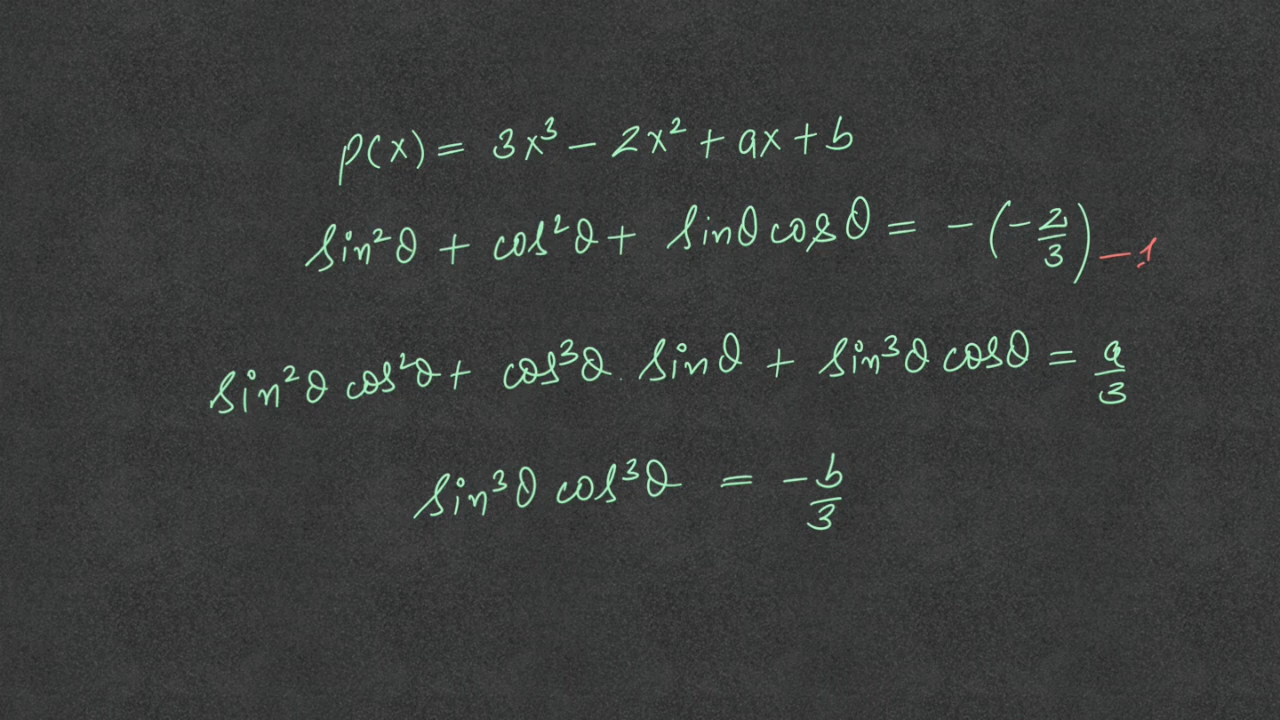 p(x) = 3x³ - 2x² + ax + b
sin²θ + cos²θ + sinθ cosθ = -(-2/3) -1
sin²θ cos²θ + cos³θ . sinθ + sin³θ cosθ = a/3
sin³θ cos³θ = -b/3